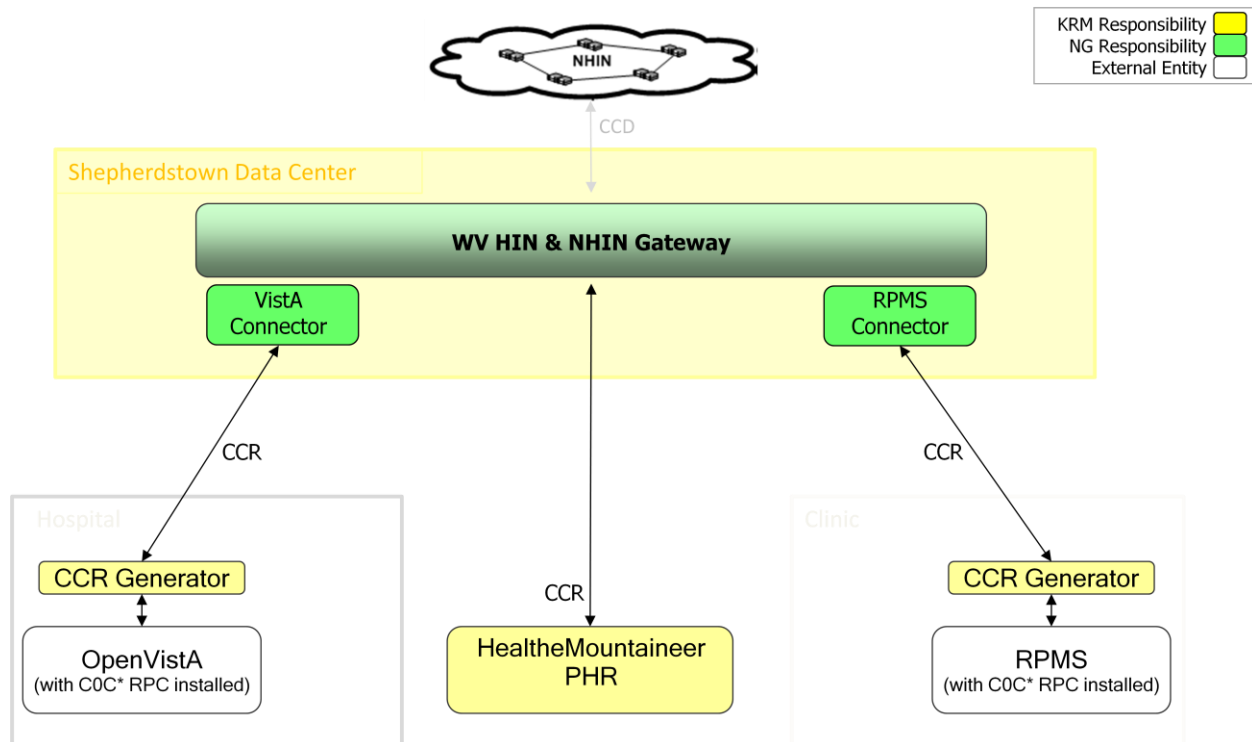 KRM Responsibility
NG Responsibility
External Entity
NHIN
CCD
Shepherdstown Data Center
WV HIN & NHIN Gateway
VistA
Connector
RPMS
Connector
CCR
CCR
Hospital
Clinic
CCR Generator
CCR
CCR Generator
OpenVistA
(with C0C* RPC installed)
HealtheMountaineer
PHR
RPMS
(with C0C* RPC installed)